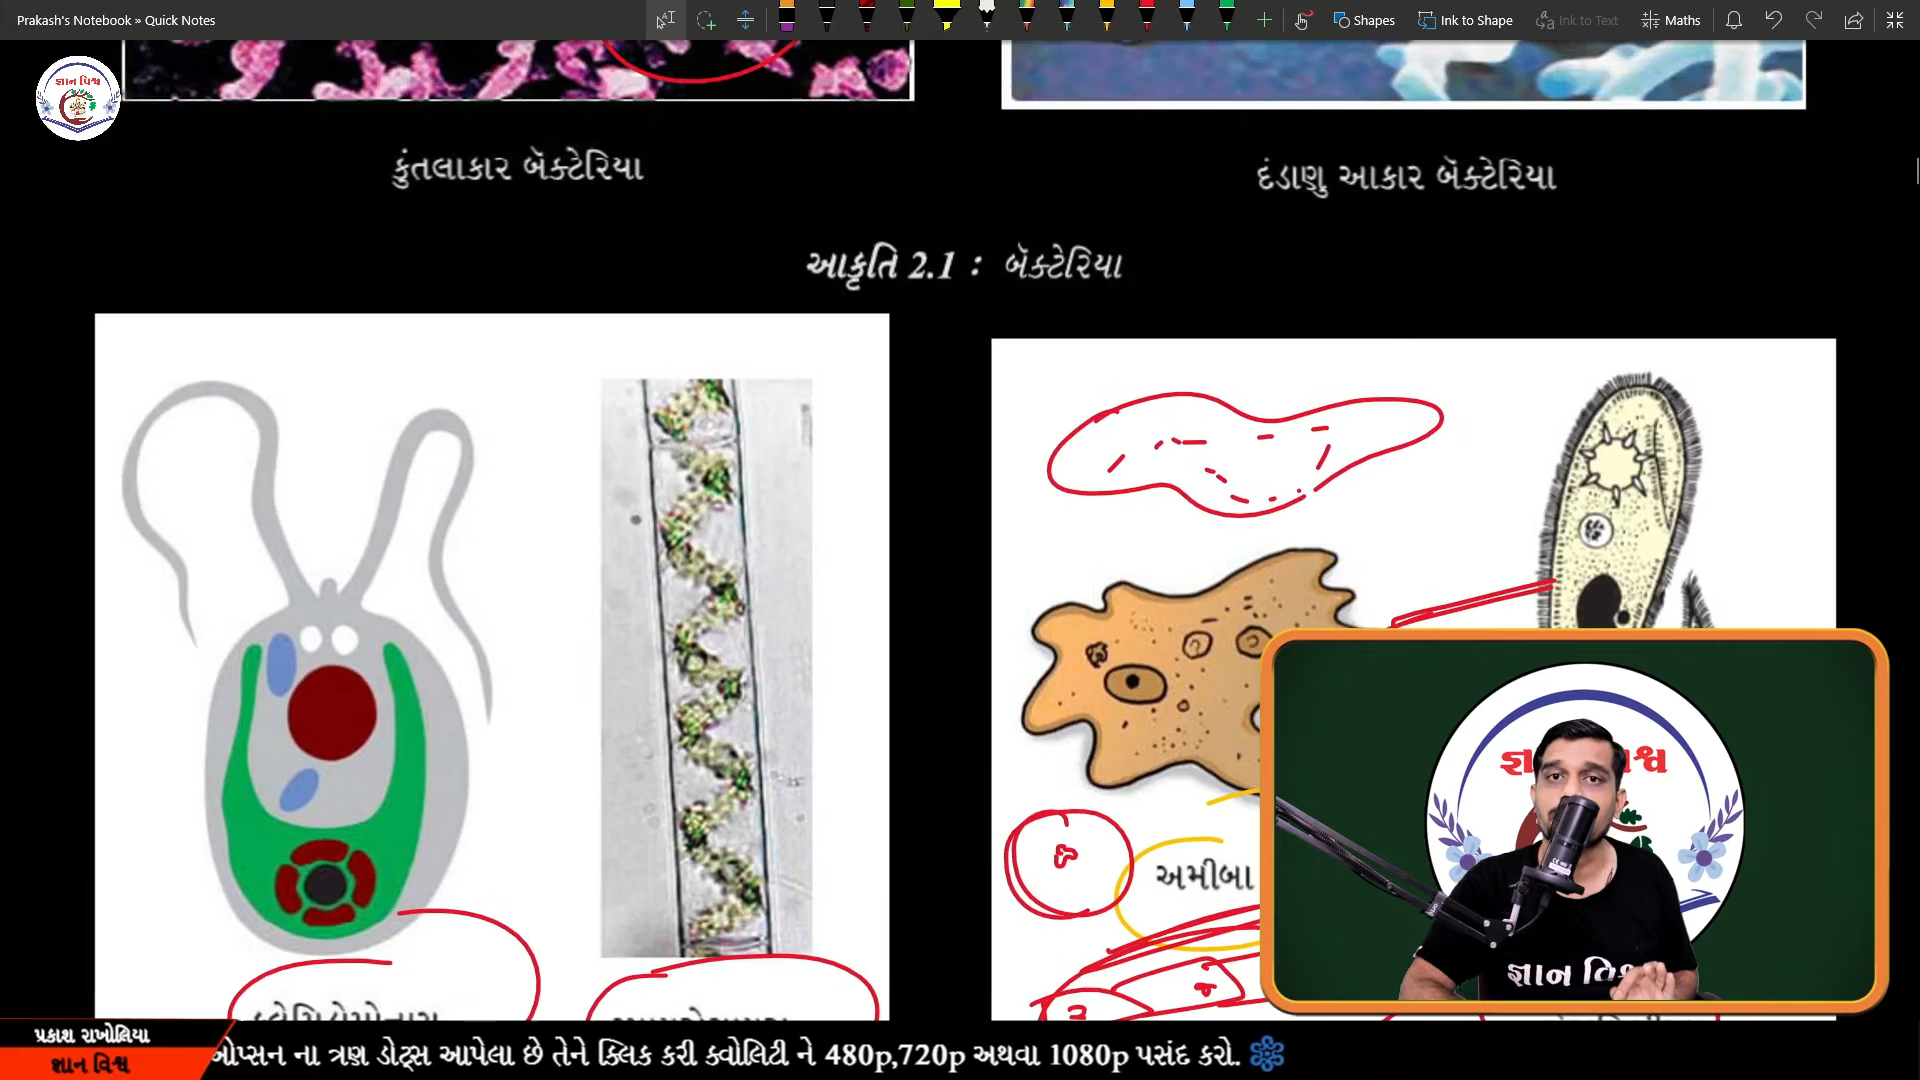 Prakash's Notebook » Quick Notes
Shapes
Ink to Shape
Ink to Text
Maths
જ્ઞાન વિશ્વ
કુંતલાકાર બૅક્ટેરિયા
દંડાણુ આકાર બૅક્ટેરિયા
આકૃતિ 2.1 : બૅક્ટેરિયા
અમીબા
જ્ઞાન વિ
પ્રકાશ રાખોલિયા
જ્ઞાન વિશ્વ
ઓપ્સન ના ત્રણ ડોટ્સ આપેલા છે તેને ક્લિક કરી ક્વોલિટી ને 480p,720p અથવા 1080p પસંદ કરો.